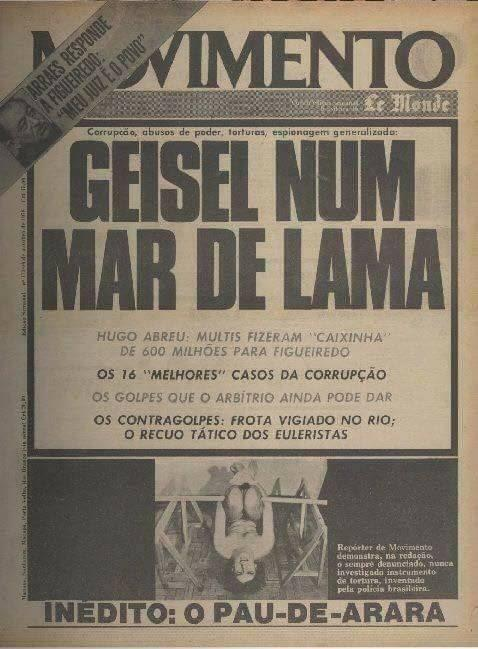 ARRAES RESPONDE
A FIGUEIREDO:
"MEU JUIZ É O POVO"
MOVIMENTO
Le Monde
Corrupção, abusos de poder, torturas, espionagem generalizada:
GEISEL NUM
MAR DE LAMA
HUGO ABREU: MULTIS FIZERAM "CAIXINHA"
DE 600 MILHÕES PARA FIGUEIREDO
OS 16 "MELHORES" CASOS DA CORRUPÇÃO
OS GOLPES QUE O ARBÍTRIO AINDA PODE DAR
OS CONTRAGOLPES: FROTA VIGIADO NO RIO;
O RECUO TÁTICO DOS EULERISTAS
Repórter de Movimento
demonstra, na redação,
o sempre denunciado, nunca
investigado instrumento
de tortura, inventado
pela polícia brasileira.
INÉDITO: O PAU-DE-ARARA